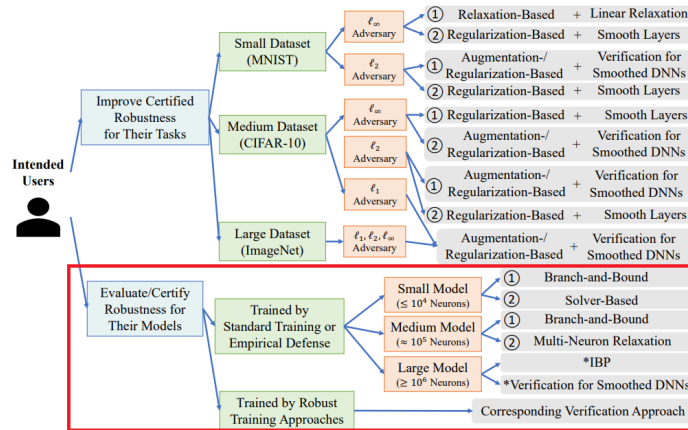 Intended
Users
Improve Certified
Robustness
for Their Tasks
Small Dataset
(MNIST)
ℓ∞
Adversary
① Relaxation-Based + Linear Relaxation
② Regularization-Based + Smooth Layers
ℓ2
Adversary
① Augmentation-/
Regularization-Based + Verification for
Smoothed DNNs
② Regularization-Based + Smooth Layers
Medium Dataset
(CIFAR-10)
ℓ∞
Adversary
① Regularization-Based + Smooth Layers
② Augmentation-/
Regularization-Based + Verification for
Smoothed DNNs
ℓ2
Adversary
ℓ1
Adversary
① Augmentation-/
Regularization-Based + Verification for
Smoothed DNNs
② Regularization-Based + Smooth Layers
Large Dataset
(ImageNet)
ℓ1, ℓ2, ℓ∞
Adversary
Augmentation-/
Regularization-Based + Verification for
Smoothed DNNs
Evaluate/Certify
Robustness for
Their Models
Trained by
Standard Training or
Empirical Defense
Small Model
(≤ 10⁴ Neurons)
① Branch-and-Bound
② Solver-Based
Medium Model
(≈ 10⁵ Neurons)
① Branch-and-Bound
② Multi-Neuron Relaxation
Large Model
(≥ 10⁶ Neurons)
*IBP
*Verification for Smoothed DNNs
Trained by Robust
Training Approaches
Corresponding Verification Approach